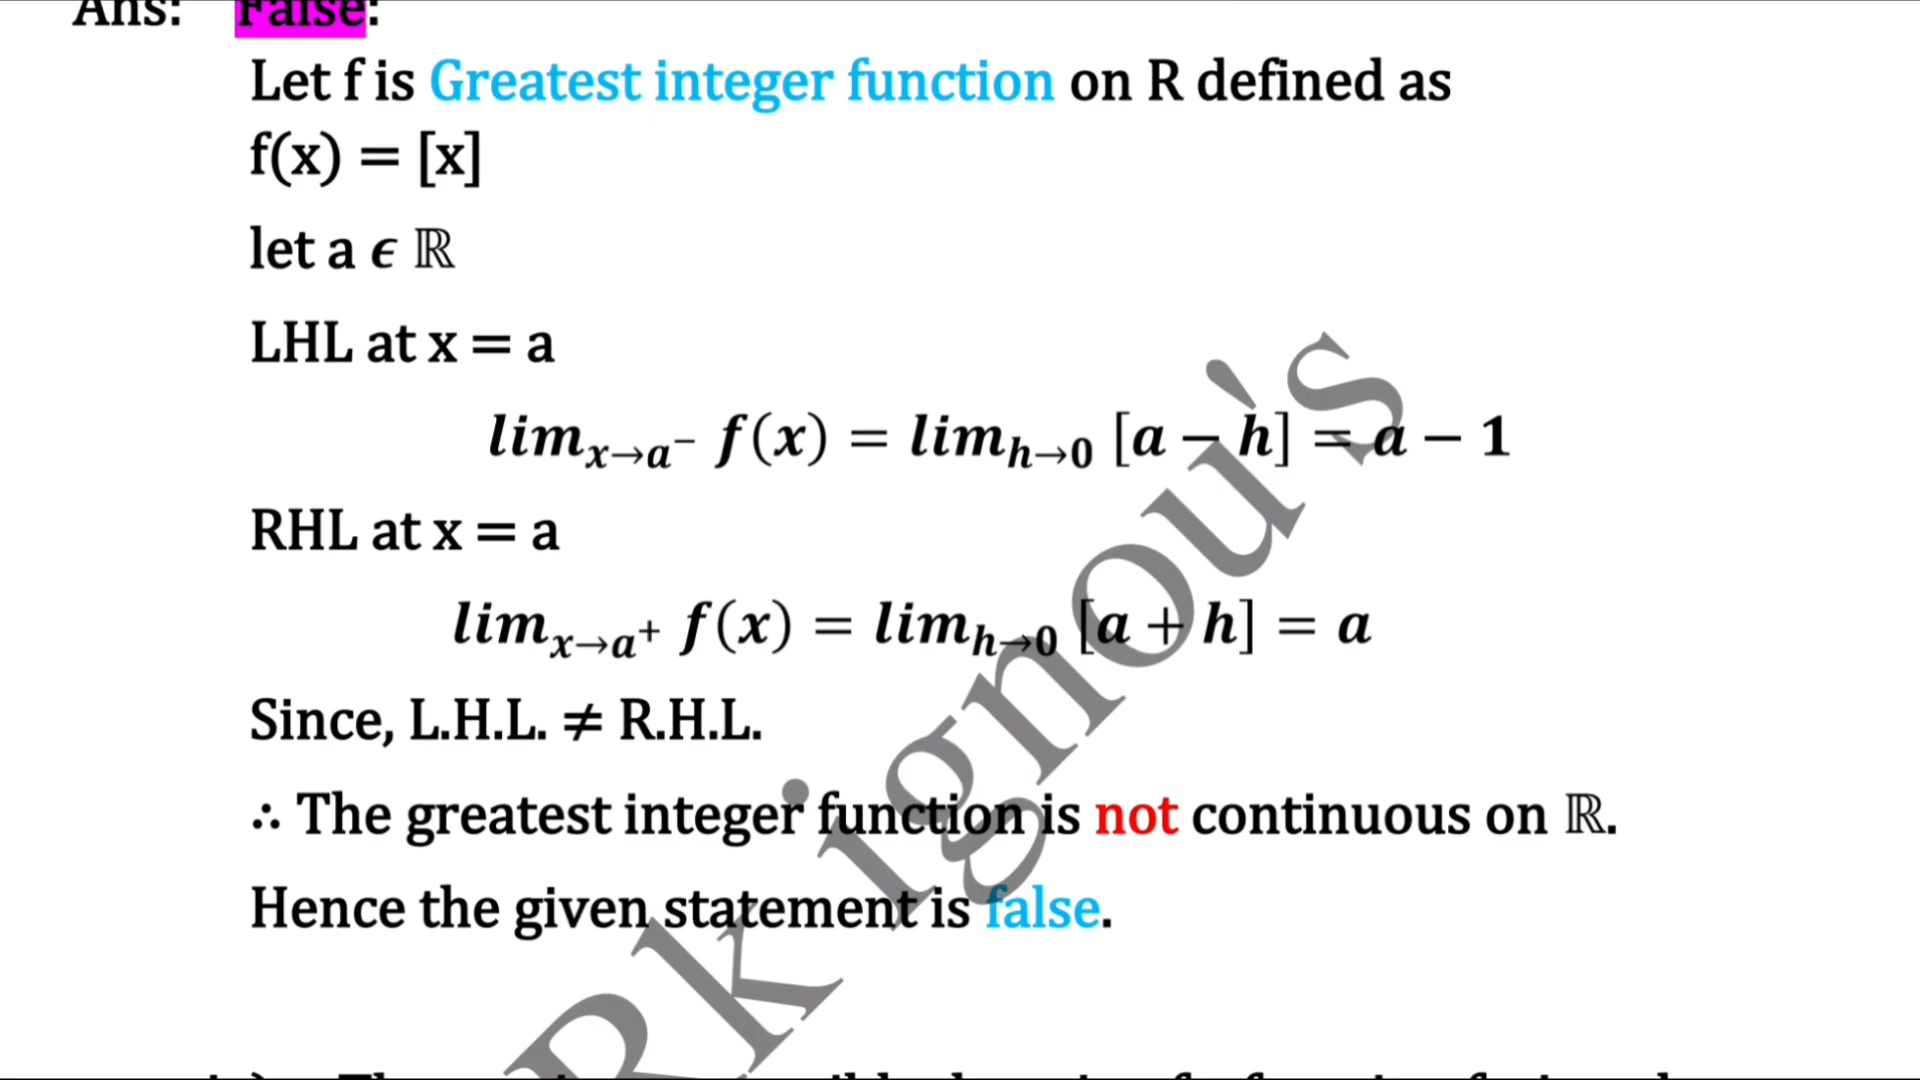 Ans: False:
Let f is Greatest integer function on R defined as
f(x) = [x]
let a ϵ ℝ
LHL at x = a
lim_{x→a⁻} f(x) = lim_{h→0} [a − h] = a − 1
RHL at x = a
lim_{x→a⁺} f(x) = lim_{h→0} [a + h] = a
Since, L.H.L. ≠ R.H.L.
∴ The greatest integer function is not continuous on ℝ.
Hence the given statement is false.
Rk ignou's